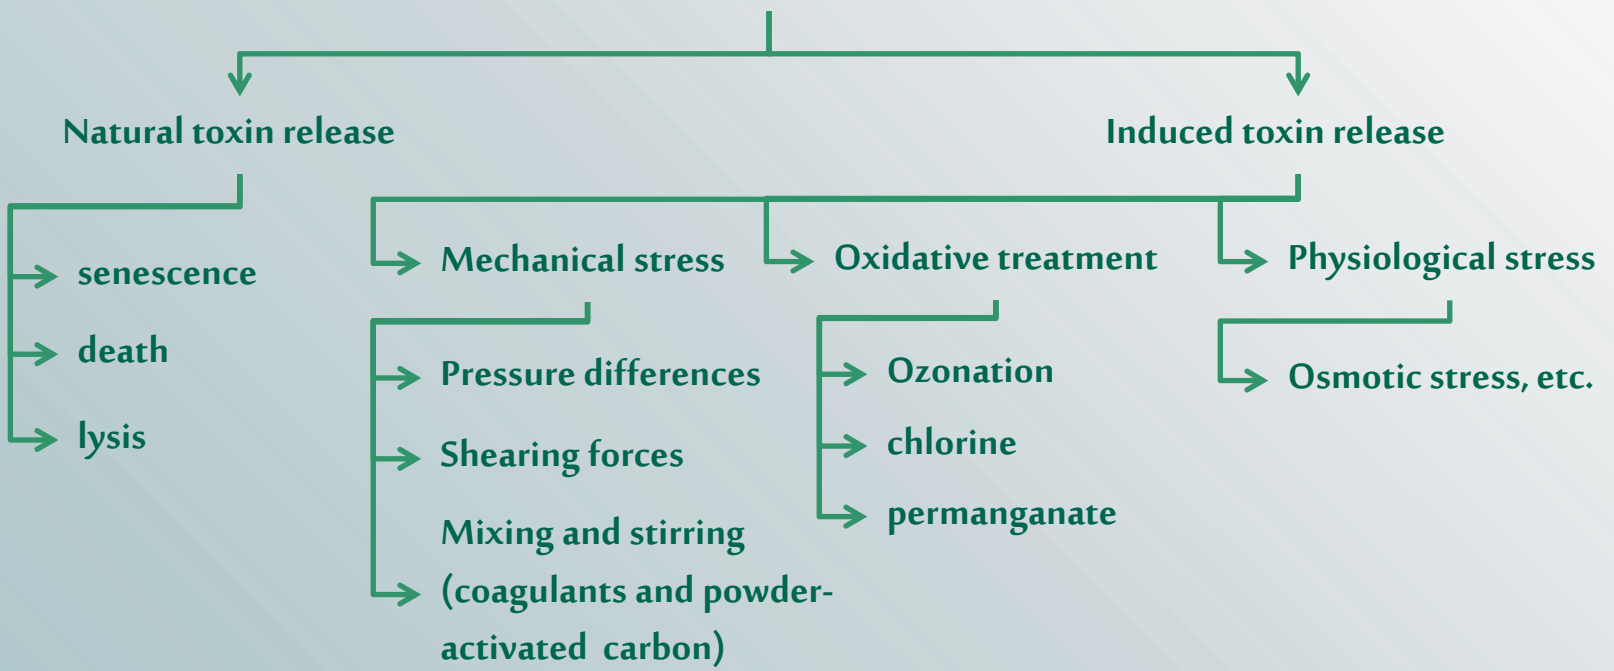 Natural toxin release
Induced toxin release
senescence
death
lysis
Mechanical stress
Pressure differences
Shearing forces
Mixing and stirring
(coagulants and powder-
activated carbon)
Oxidative treatment
Ozonation
chlorine
permanganate
Physiological stress
Osmotic stress, etc.